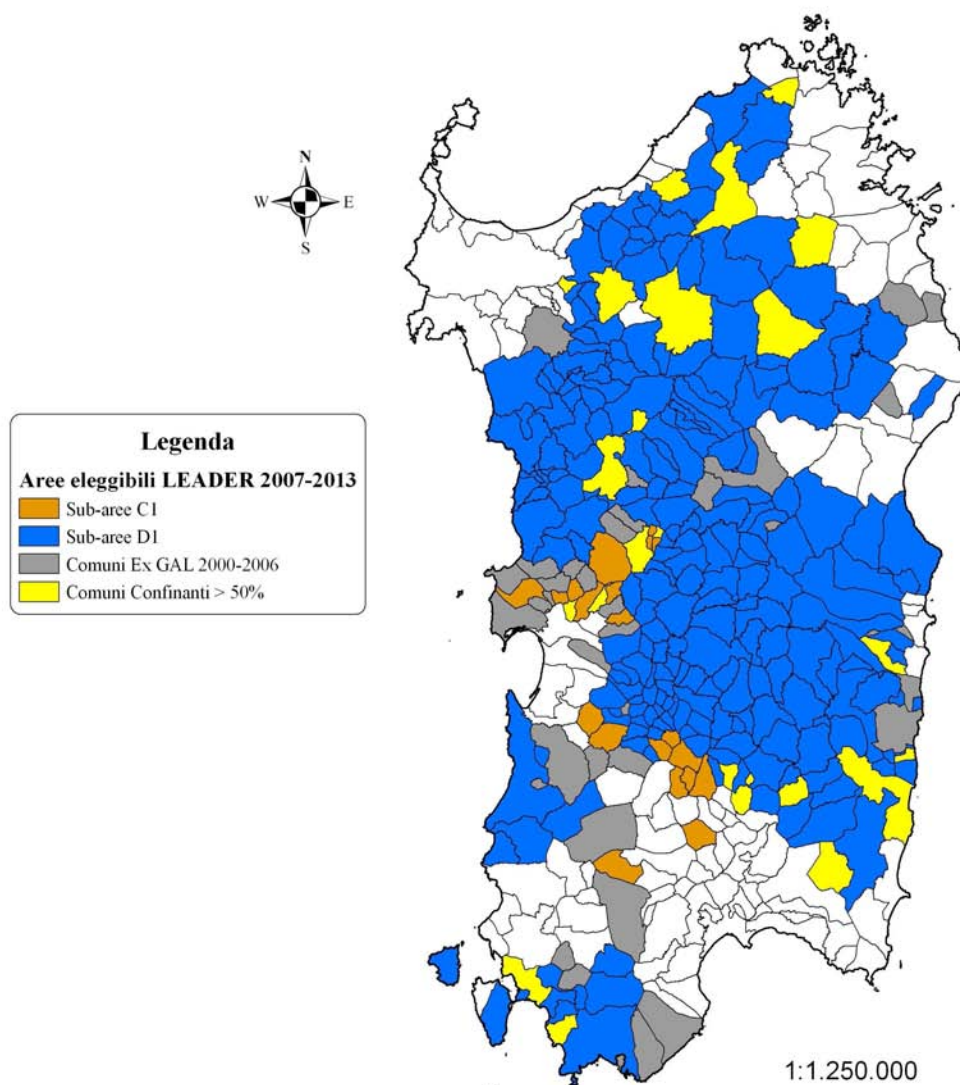 N
W E
S
Legenda
Aree eleggibili LEADER 2007-2013
Sub-aree C1
Sub-aree D1
Comuni Ex GAL 2000-2006
Comuni Confinanti > 50%
1:1.250.000